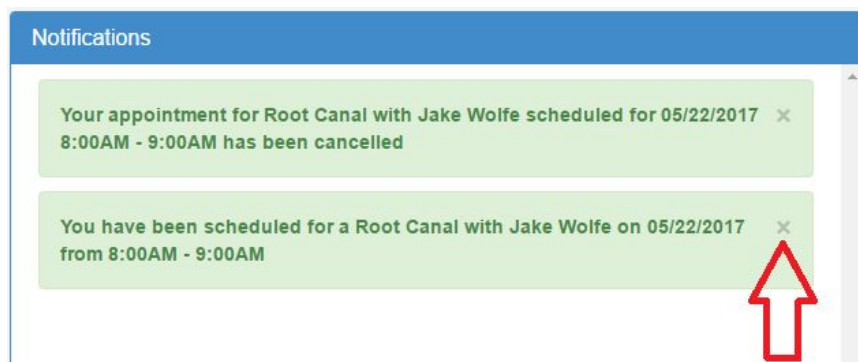 Notifications
Your appointment for Root Canal with Jake Wolfe scheduled for 05/22/2017 ×
8:00AM - 9:00AM has been cancelled
You have been scheduled for a Root Canal with Jake Wolfe on 05/22/2017 ×
from 8:00AM - 9:00AM